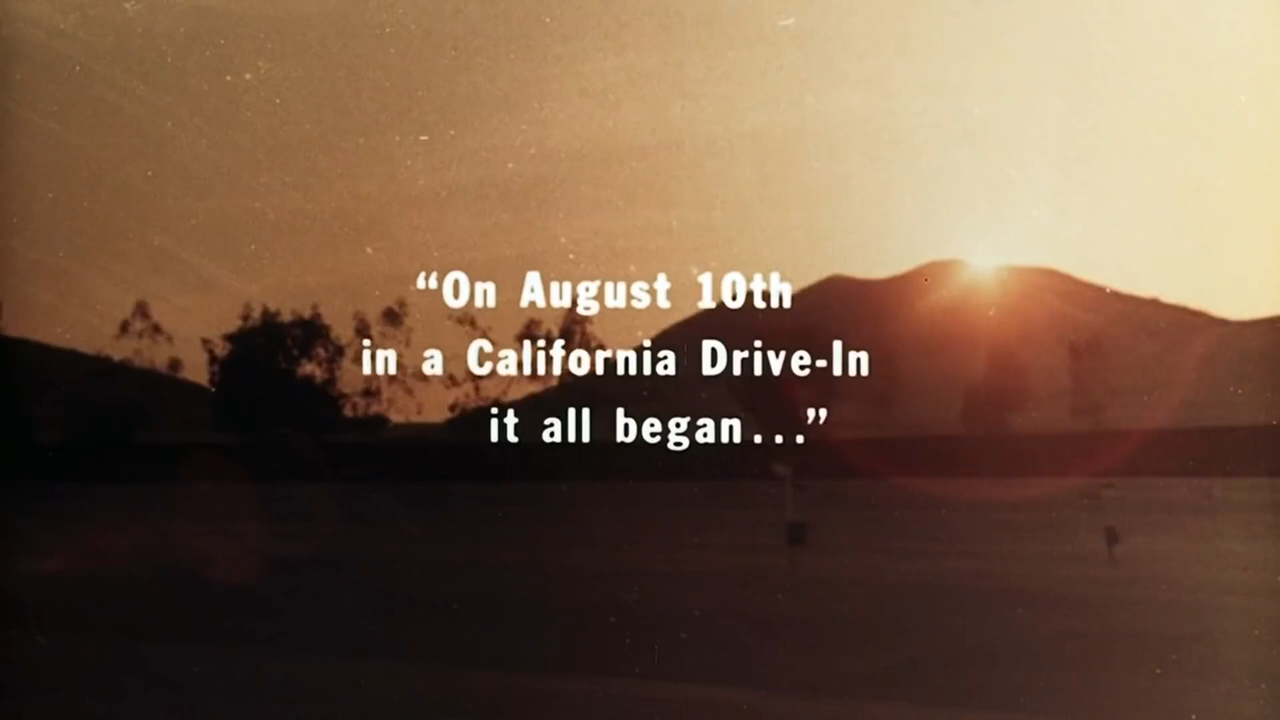 “On August 10th
in a California Drive-In
it all began...”